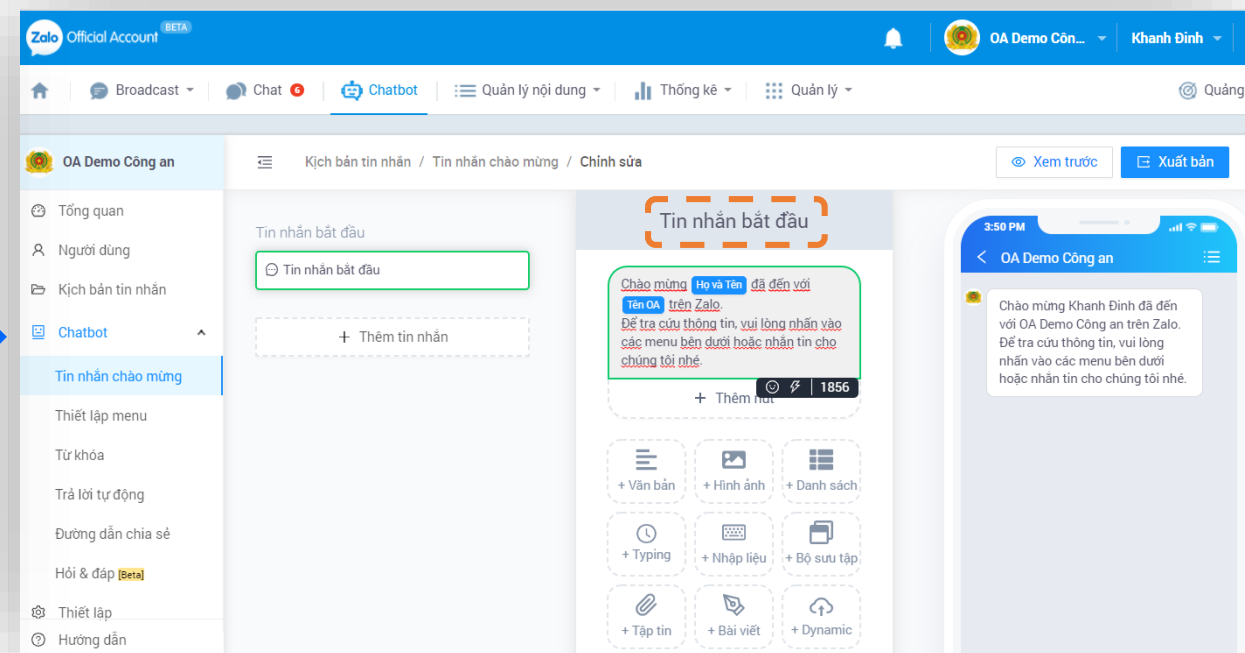 Zalo Official Account BETA
OA Demo Côn...
Khanh Đinh
Broadcast
Chat 6
Chatbot
Quản lý nội dung
Thống kê
Quản lý
Quảng
OA Demo Công an
Kịch bản tin nhắn / Tin nhắn chào mừng / Chỉnh sửa
Xem trước
Xuất bản
Tổng quan
Người dùng
Kịch bản tin nhắn
Chatbot
Tin nhắn chào mừng
Thiết lập menu
Từ khóa
Trả lời tự động
Đường dẫn chia sẻ
Hỏi & đáp [Beta]
Thiết lập
Hướng dẫn
Tin nhắn bắt đầu
Tin nhắn bắt đầu
+ Thêm tin nhắn
Tin nhắn bắt đầu
Chào mừng Họ và Tên đã đến với
Tên OA trên Zalo.
Để tra cứu thông tin, vui lòng nhấn vào
các menu bên dưới hoặc nhắn tin cho
chúng tôi nhé.
1856
+ Thêm nút
+ Văn bản
+ Hình ảnh
+ Danh sách
+ Typing
+ Nhập liệu
+ Bộ sưu tập
+ Tập tin
+ Bài viết
+ Dynamic
3:50 PM
OA Demo Công an
Chào mừng Khanh Đinh đã đến
với OA Demo Công an trên Zalo.
Để tra cứu thông tin, vui lòng
nhấn vào các menu bên dưới
hoặc nhắn tin cho chúng tôi nhé.